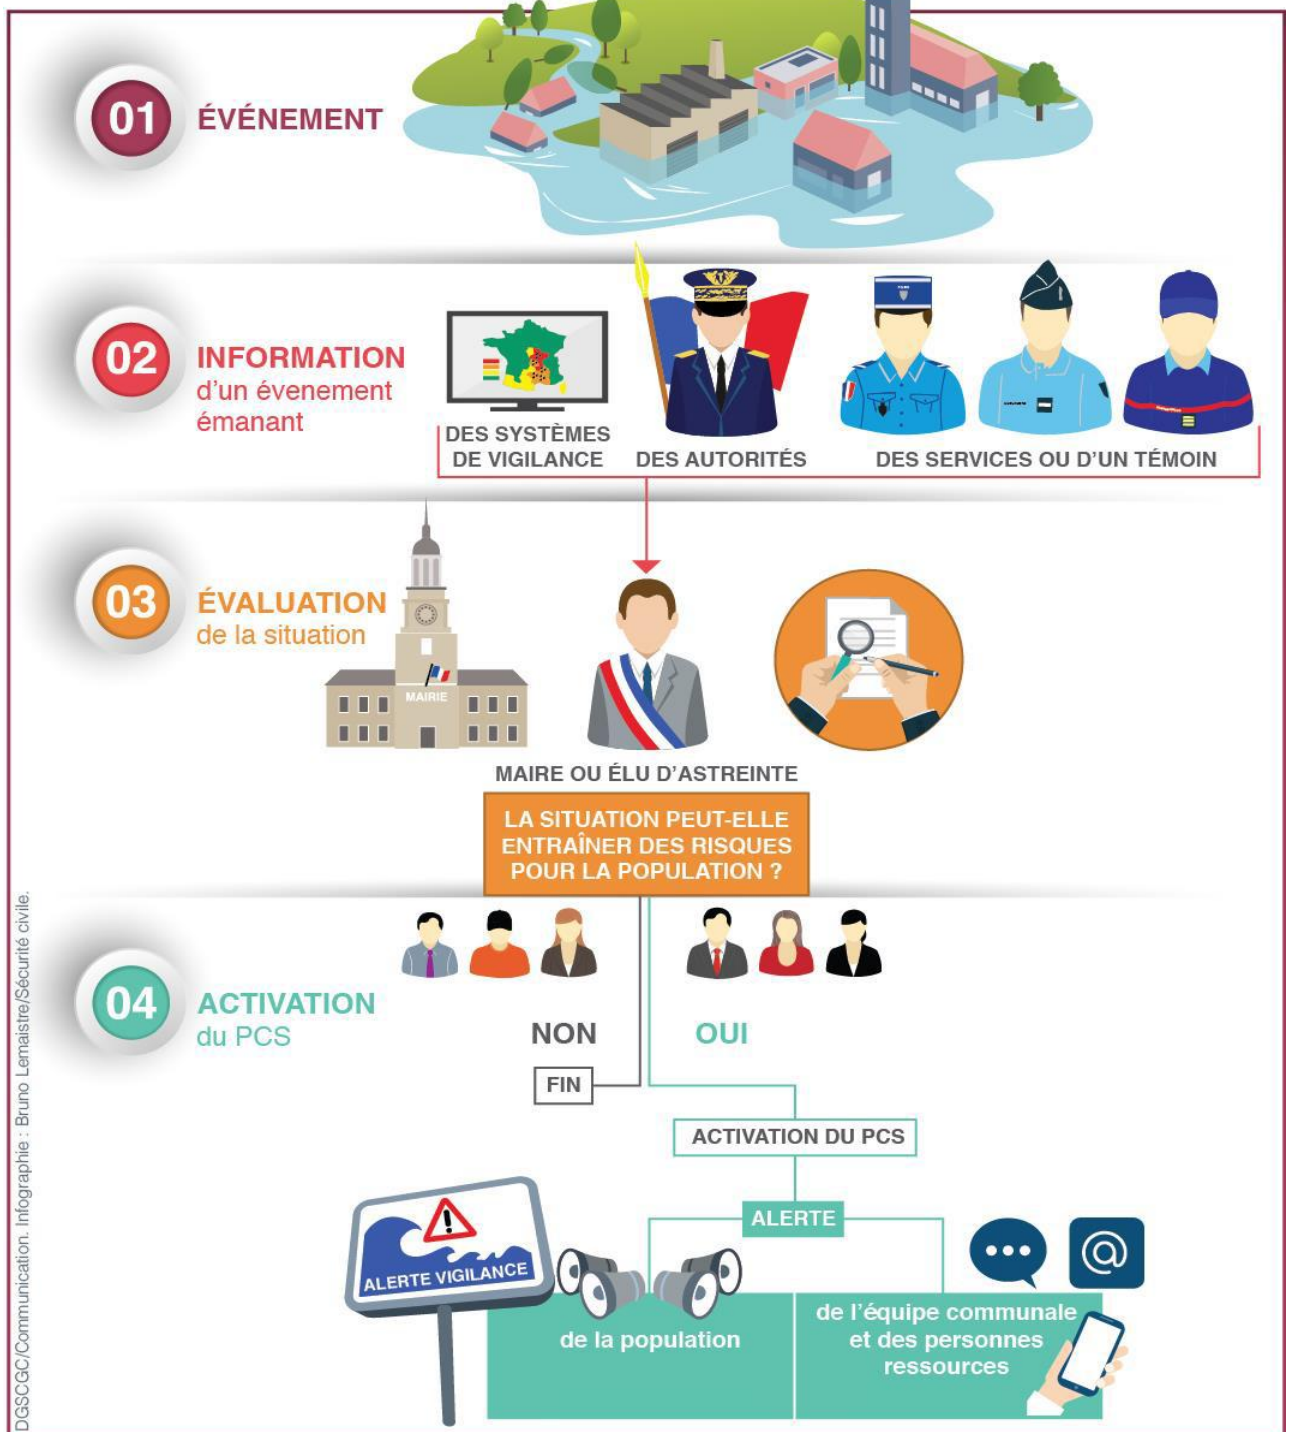 01
ÉVÉNEMENT
02
INFORMATION
d'un évenement
émanant
DES SYSTÈMES
DE VIGILANCE
DES AUTORITÉS
DES SERVICES OU D'UN TÉMOIN
03
ÉVALUATION
de la situation
MAIRIE
MAIRE OU ÉLU D'ASTREINTE
LA SITUATION PEUT-ELLE
ENTRAÎNER DES RISQUES
POUR LA POPULATION ?
04
ACTIVATION
du PCS
NON
OUI
FIN
ACTIVATION DU PCS
ALERTE
ALERTE VIGILANCE
@
de la population
de l'équipe communale
et des personnes
ressources
DGSCGC/Communication. Infographie : Bruno Lemaistre/Sécurité civile.